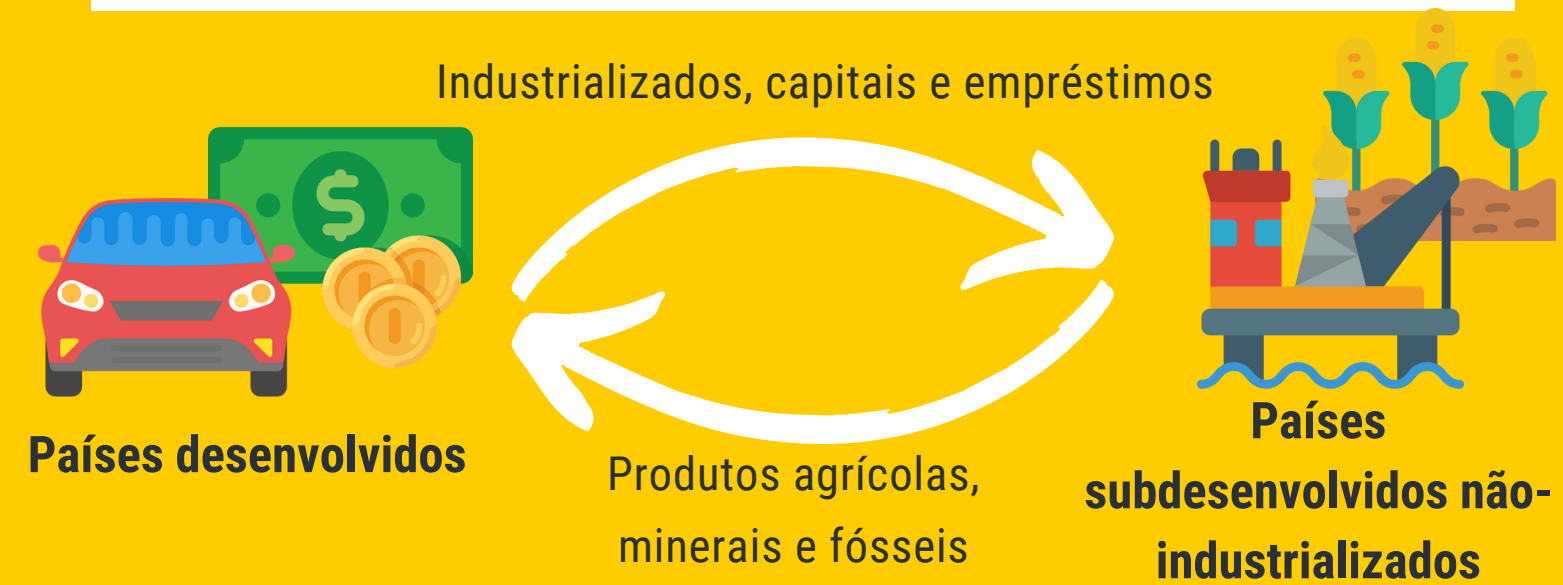 Industrializados, capitais e empréstimos
Países desenvolvidos
Produtos agrícolas,
minerais e fósseis
Países
subdesenvolvidos não-
industrializados